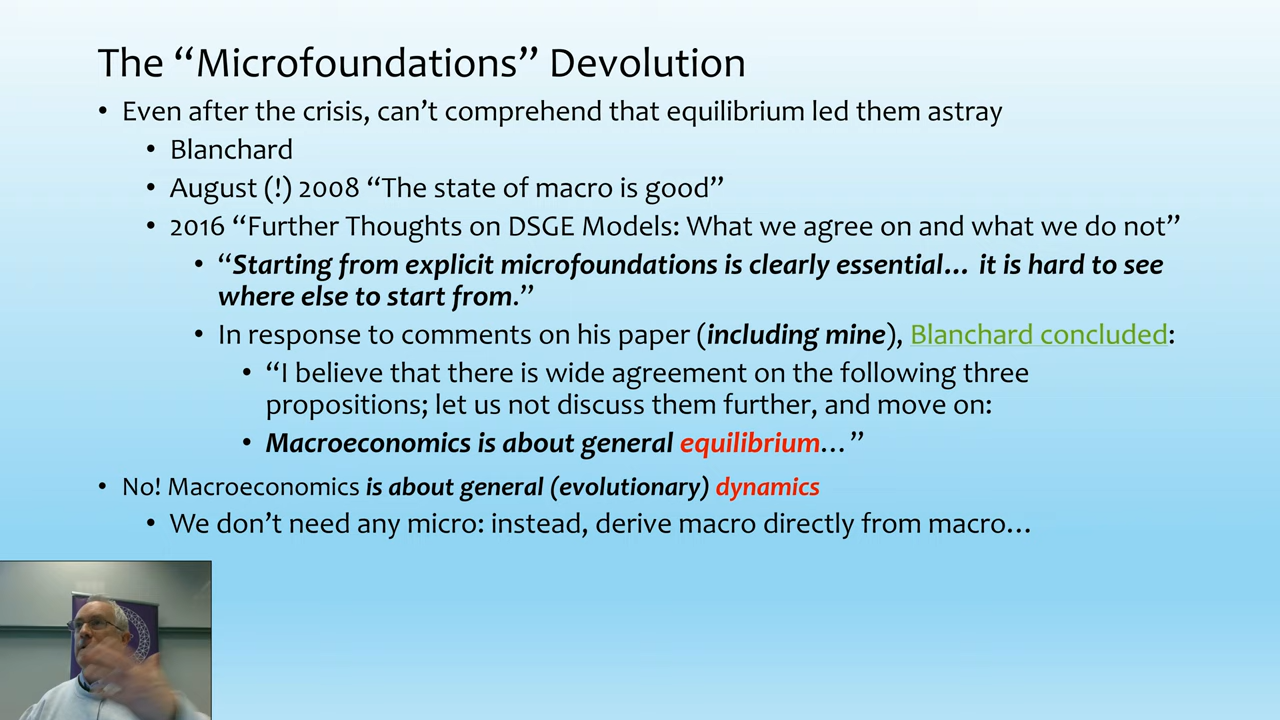 The “Microfoundations” Devolution
• Even after the crisis, can’t comprehend that equilibrium led them astray
• Blanchard
• August (!) 2008 “The state of macro is good”
• 2016 “Further Thoughts on DSGE Models: What we agree on and what we do not”
• “Starting from explicit microfoundations is clearly essential… it is hard to see
where else to start from.”
• In response to comments on his paper (including mine), Blanchard concluded:
• “I believe that there is wide agreement on the following three
propositions; let us not discuss them further, and move on:
• Macroeconomics is about general equilibrium…”
• No! Macroeconomics is about general (evolutionary) dynamics
• We don’t need any micro: instead, derive macro directly from macro…